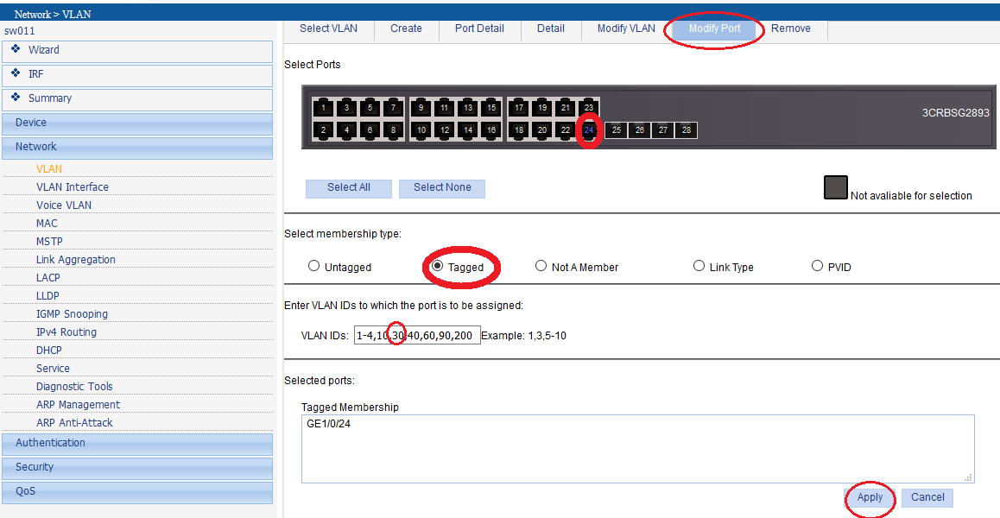 Network > VLAN
sw011
Wizard
IRF
Summary
Device
Network
VLAN
VLAN Interface
Voice VLAN
MAC
MSTP
Link Aggregation
LACP
LLDP
IGMP Snooping
IPv4 Routing
DHCP
Service
Diagnostic Tools
ARP Management
ARP Anti-Attack
Authentication
Security
QoS
Select VLAN Create Port Detail Detail Modify VLAN Modify Port Remove
Select Ports
1 3 5 7 9 11 13 15 17 19 21 23
3CRBSG2893
2 4 6 8 10 12 14 16 18 20 22 24 25 26 27 28
Select All Select None
Not avaliable for selection
Select membership type:
Untagged Tagged Not A Member Link Type PVID
Enter VLAN IDs to which the port is to be assigned:
VLAN IDs: 1-4,10,30,40,60,90,200 Example: 1,3,5-10
Selected ports:
Tagged Membership
GE1/0/24
Apply Cancel